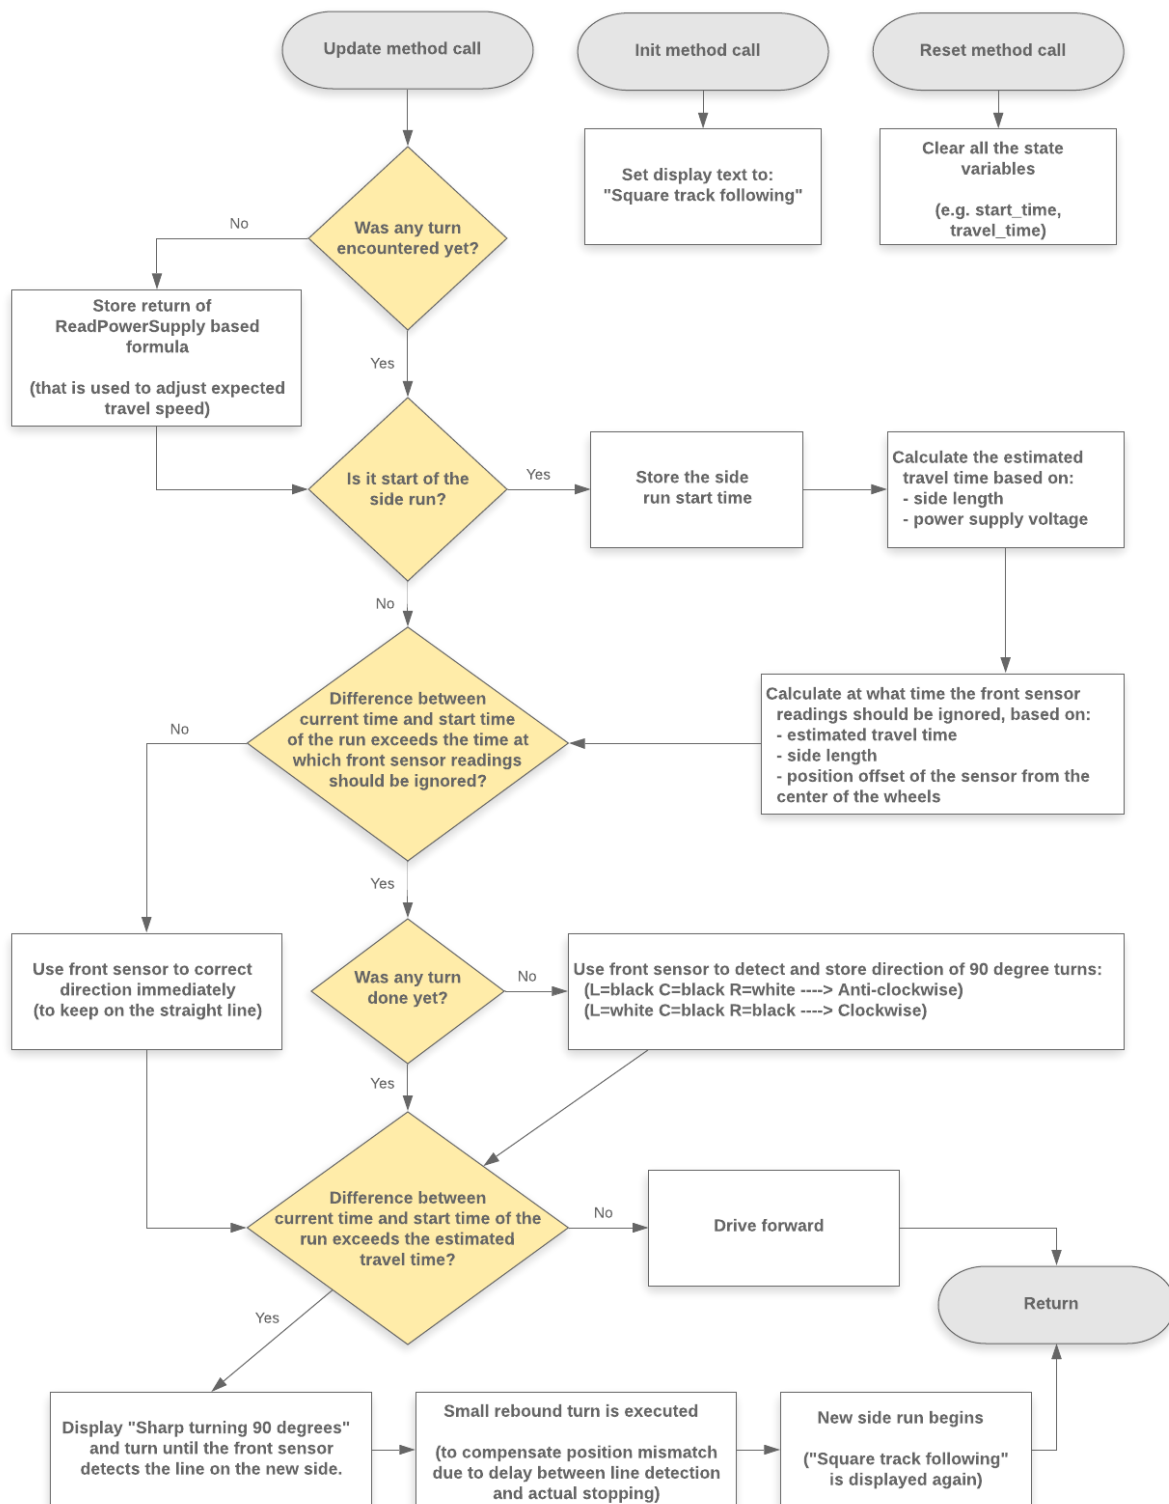 Update method call
Init method call
Reset method call
Set display text to:
"Square track following"
Clear all the state
variables
(e.g. start_time,
travel_time)
Was any turn
encountered yet?
No
Store return of
ReadPowerSupply based
formula
(that is used to adjust expected
travel speed)
Yes
Is it start of the
side run?
Yes
Store the side
run start time
Calculate the estimated
travel time based on:
- side length
- power supply voltage
No
Calculate at what time the front sensor
readings should be ignored, based on:
- estimated travel time
- side length
- position offset of the sensor from the
center of the wheels
Difference between
current time and start time
of the run exceeds the time at
which front sensor readings
should be ignored?
No
Yes
Use front sensor to correct
direction immediately
(to keep on the straight line)
Was any turn
done yet?
No
Use front sensor to detect and store direction of 90 degree turns:
(L=black C=black R=white ----> Anti-clockwise)
(L=white C=black R=black ----> Clockwise)
Yes
Difference between
current time and start time of the
run exceeds the estimated
travel time?
No
Drive forward
Return
Yes
Display "Sharp turning 90 degrees"
and turn until the front sensor
detects the line on the new side.
Small rebound turn is executed
(to compensate position mismatch
due to delay between line detection
and actual stopping)
New side run begins
("Square track following"
is displayed again)